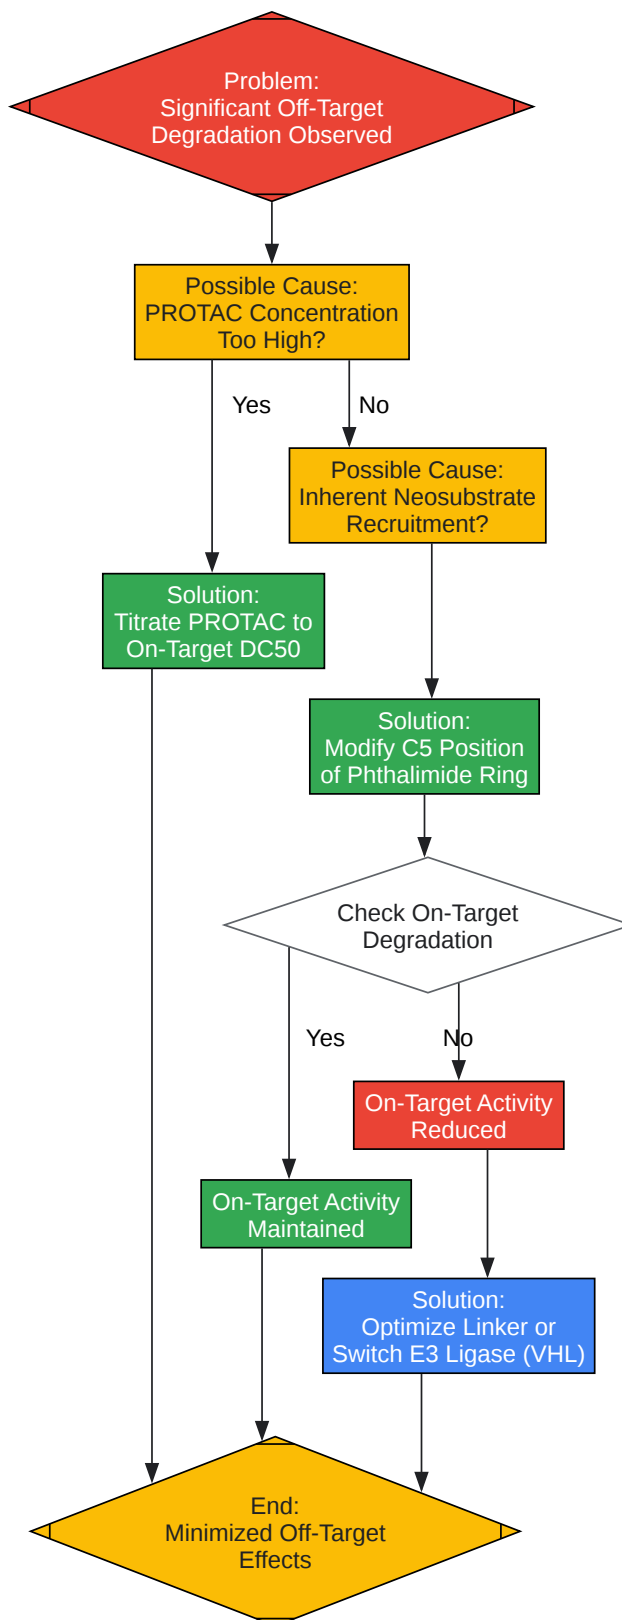 Problem:
Significant Off-Target
Degradation Observed
Possible Cause:
PROTAC Concentration
Too High?
Yes
No
Possible Cause:
Inherent Neosubstrate
Recruitment?
Solution:
Titrate PROTAC to
On-Target DC50
Solution:
Modify C5 Position
of Phthalimide Ring
Check On-Target
Degradation
Yes
No
On-Target Activity
Reduced
On-Target Activity
Maintained
Solution:
Optimize Linker or
Switch E3 Ligase (VHL)
End:
Minimized Off-Target
Effects